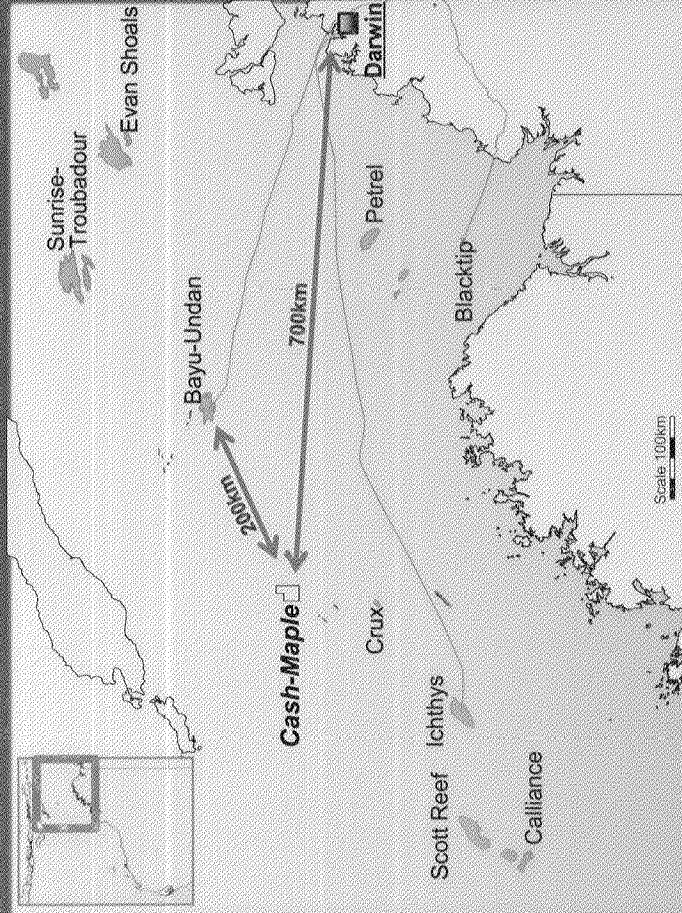 Sunrise-
Troubadour
Evan Shoals
Bayu-Undan
Darwin
200km
700km
Cash-Maple
Petrel
Crux
Blacktip
Ichthys
Scott Reef
Calliance
Scale 100km